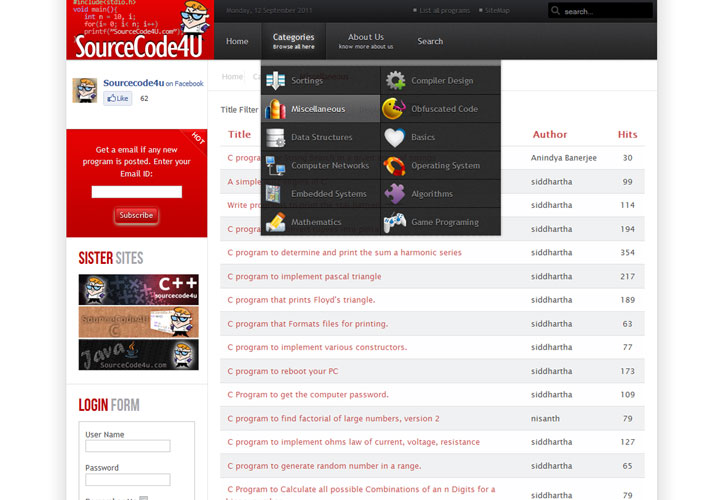 #include<stdio.h>
void main(){
int n = 10, i;
for(i= 0; i< n; i++)
printf("SourceCode4U.com");
SourceCode4U
Monday, 12 September 2011
List all programs
SiteMap
search...
Home
Categories
Browse all here
About Us
know more about us
Search
Sourcecode4u on Facebook
Like
62
HOT
Get a email if any new
program is posted. Enter your
Email ID:
Subscribe
SISTER SITES
C++
sourcecode4u
SourceCode4U
Java
SourceCode4U.com
LOGIN FORM
User Name
Password
Home
Sortings
Compiler Design
Miscellaneous
Obfuscated Code
Data Structures
Basics
Computer Networks
Operating System
Embedded Systems
Algorithms
Mathematics
Game Programing
Title Filter
Title Author Hits
C program Anindya Banerjee 30
A simple siddhartha 99
Write siddhartha 114
C program siddhartha 194
C program to determine and print the sum a harmonic series siddhartha 354
C program to implement pascal triangle siddhartha 217
C program that prints Floyd's triangle. siddhartha 189
C program that Formats files for printing. siddhartha 63
C program to implement various constructors. siddhartha 77
C program to reboot your PC siddhartha 173
C Program to get the computer password. siddhartha 109
C program to find factorial of large numbers, version 2 nisanth 79
C program to implement ohms law of current, voltage, resistance siddhartha 127
C program to generate random number in a range. siddhartha 65
C Program to Calculate all possible Combinations of an n Digits for a siddhartha 79